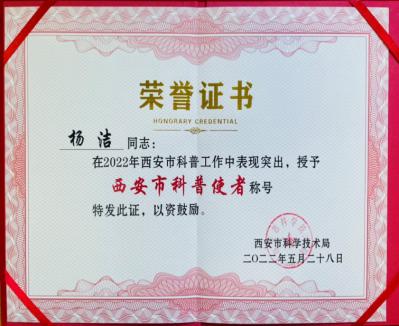 荣誉证书
HONORARY CREDENTIAL
杨洁 同志：
在2022年西安市科普工作中表现突出，授予
西安市科普使者称号
特发此证，以资鼓励。
西安市科学技术局
二〇二二年五月二十八日